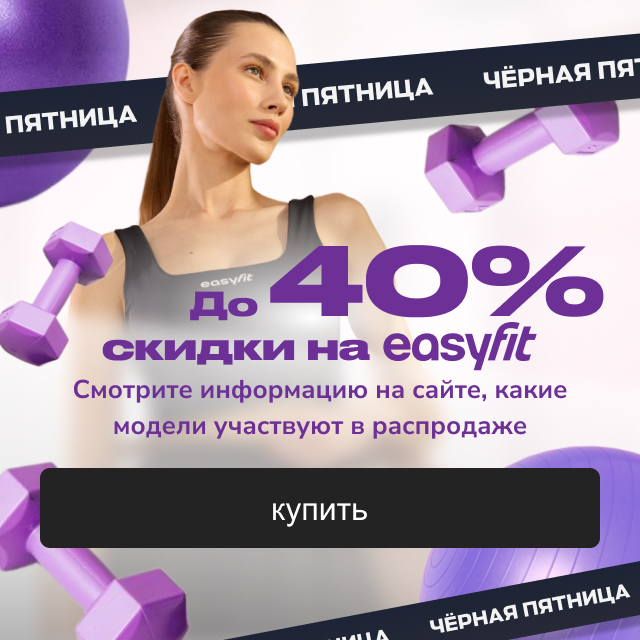 ПЯТНИЦА
ПЯТНИЦА
ЧЁРНАЯ ПЯТ
easyfit
До 40%
скидки на easyfit
Смотрите информацию на сайте, какие
модели участвуют в распродаже
купить
НИЦА
ЧЁРНАЯ ПЯТНИЦА